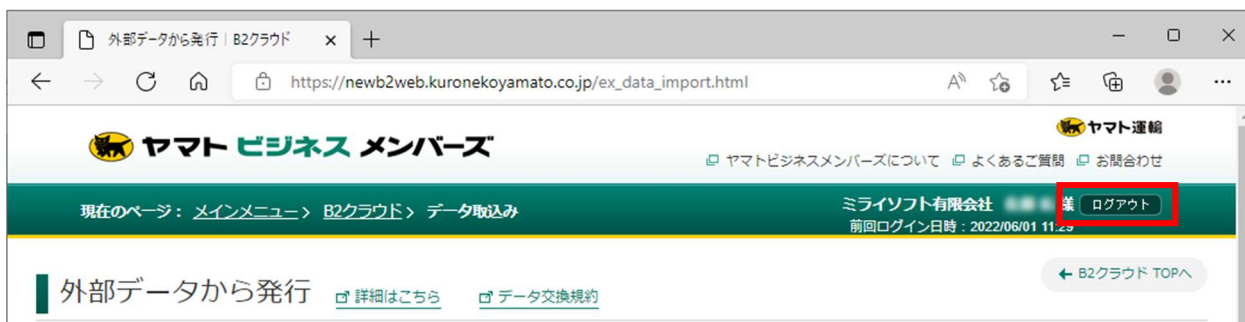 外部データから発行 | B2クラウド
https://newb2web.kuronekoyamato.co.jp/ex_data_import.html
ヤマト ビジネス メンバーズ
ヤマト運輸
ヤマトビジネスメンバーズについて よくあるご質問 お問合わせ
現在のページ： メインメニュー > B2クラウド > データ取込み
ミライソフト有限会社 様 ログアウト
前回ログイン日時：2022/06/01 11:29
← B2クラウド TOPへ
外部データから発行 詳細はこちら データ交換規約